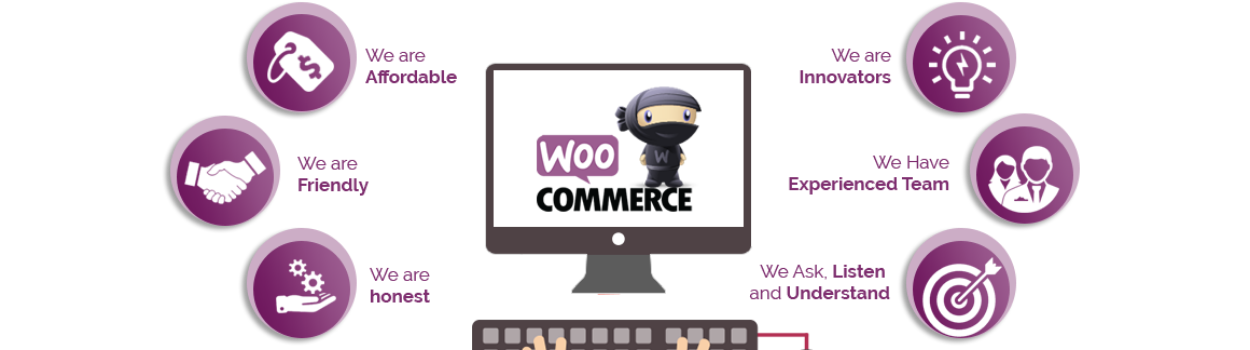 We are
Affordable
We are
Friendly
We are
honest
WOO
COMMERCE
W
We are
Innovators
We Have
Experienced Team
We Ask, Listen
and Understand